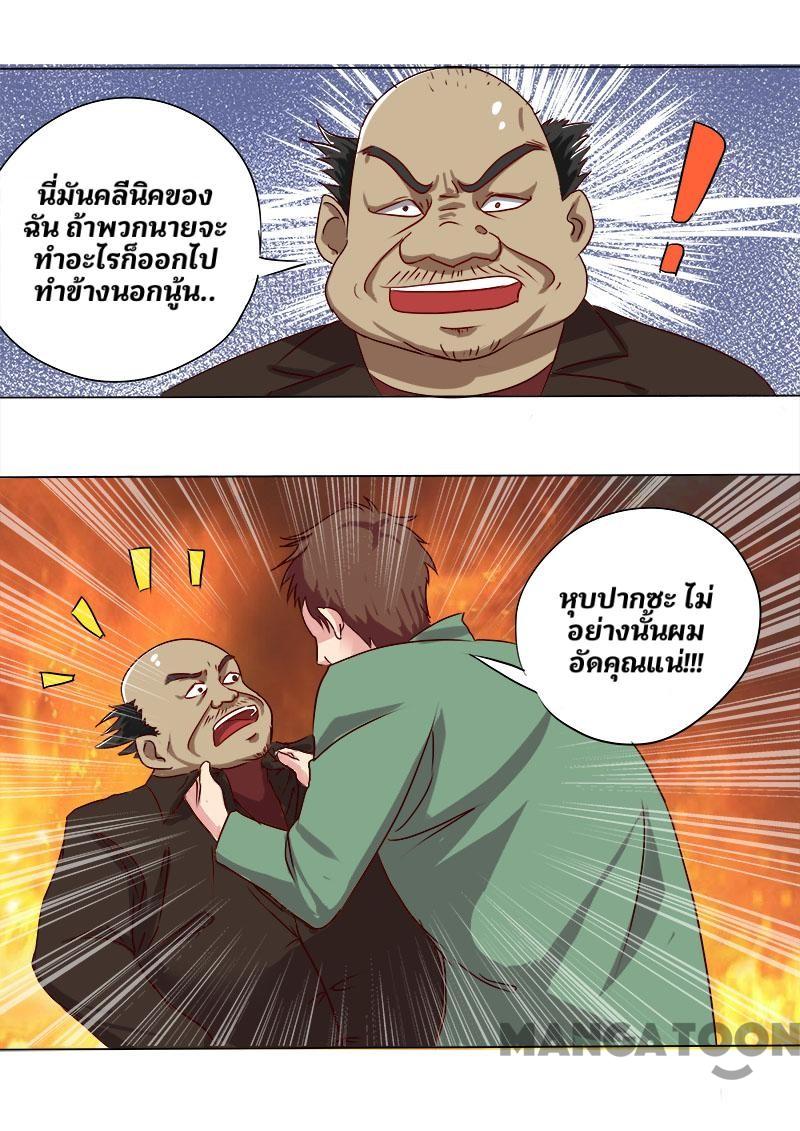 นี่มันคลีนิคของ
ฉัน ถ้าพวกนายจะ
ทำอะไรก็ออกไป
ทำข้างนอกนู้น..
หุบปากซะ ไม่
อย่างนั้นผม
อัดคุณแน่!!!
MANGATOON